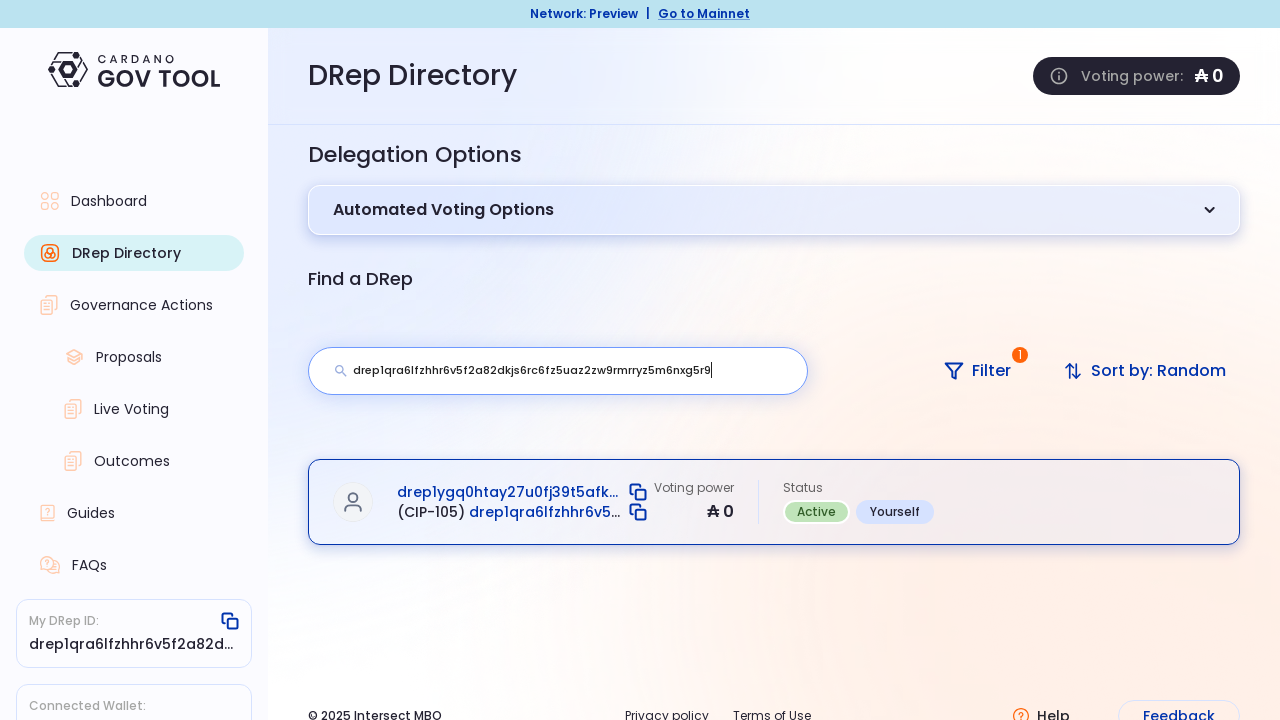 Network: Preview | Go to Mainnet
CARDANO
GOV TOOL
DRep Directory
Voting power: ₳ 0
Dashboard
DRep Directory
Governance Actions
Proposals
Live Voting
Outcomes
Guides
FAQs
My DRep ID:
drep1qra6lfzhhr6v5f2a82d...
Connected Wallet:
Delegation Options
Automated Voting Options
Find a DRep
drep1qra6lfzhhr6v5f2a82dkjs6rc6fz5uaz2zw9rmrryz5m6nxg5r9
Filter 1
Sort by: Random
drep1ygq0htay27u0fj39t5afk...
(CIP-105) drep1qra6lfzhhr6v5...
Voting power
₳ 0
Status
Active Yourself
© 2025 Intersect MBO
Privacy policy
Terms of Use
Help
Feedback